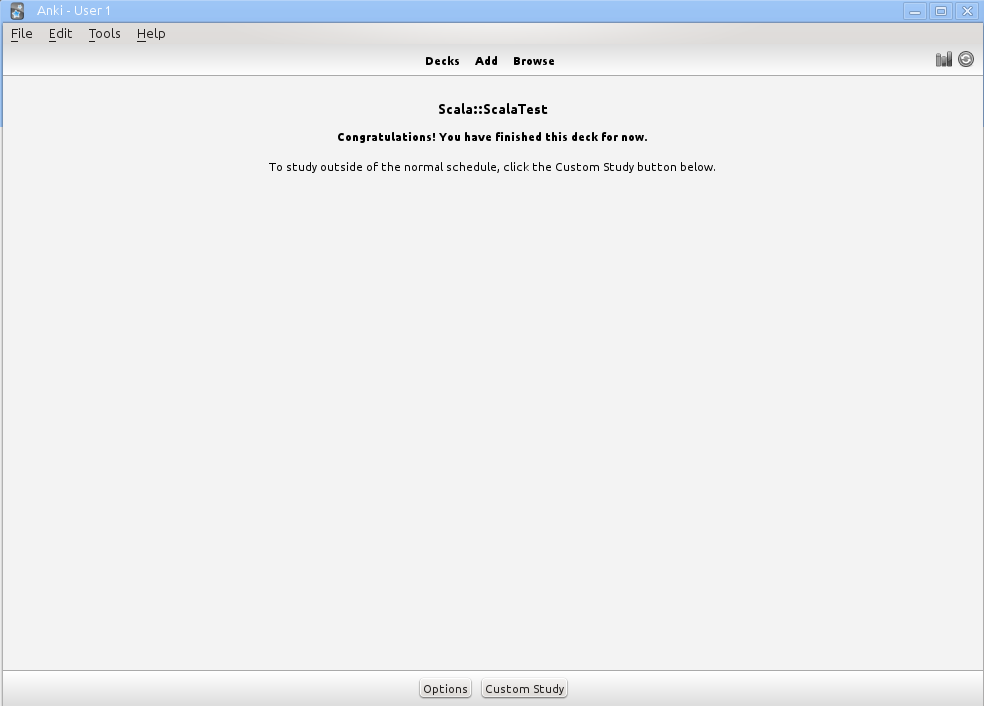 Anki - User 1
File Edit Tools Help
Decks Add Browse
Scala::ScalaTest
Congratulations! You have finished this deck for now.
To study outside of the normal schedule, click the Custom Study button below.
Options Custom Study